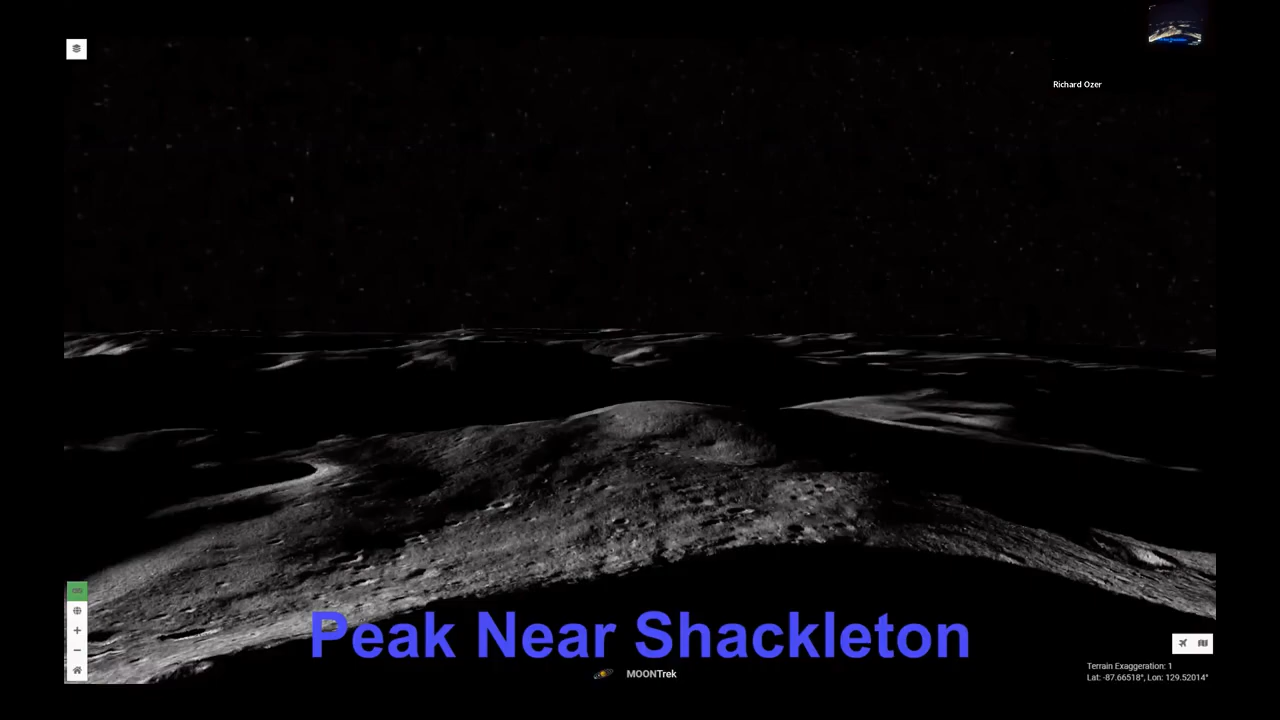 Richard Ozer
Peak Near Shackleton
MOONTrek
Terrain Exaggeration: 1
Lat: -87.66518°, Lon: 129.52014°